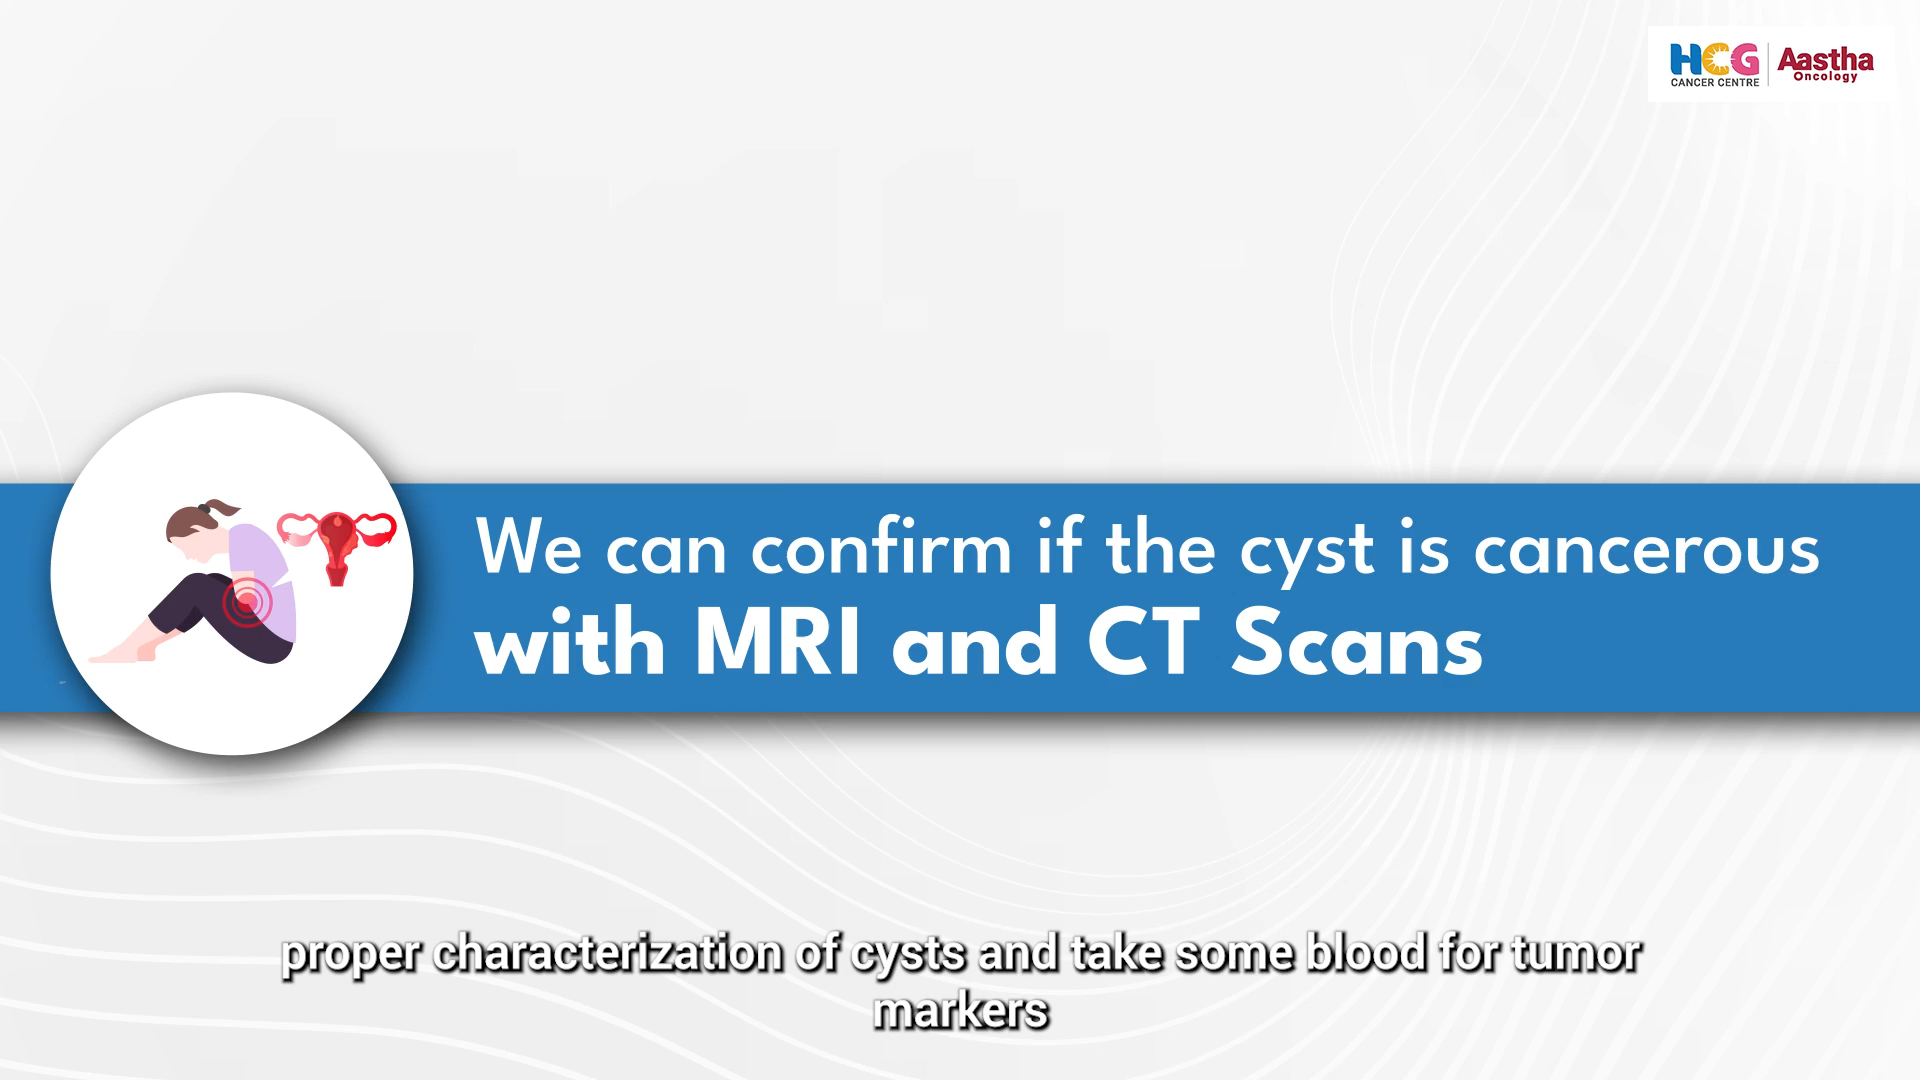 HCG
CANCER CENTRE
Aastha
Oncology
We can confirm if the cyst is cancerous
with MRI and CT Scans
proper characterization of cysts and take some blood for tumor
markers